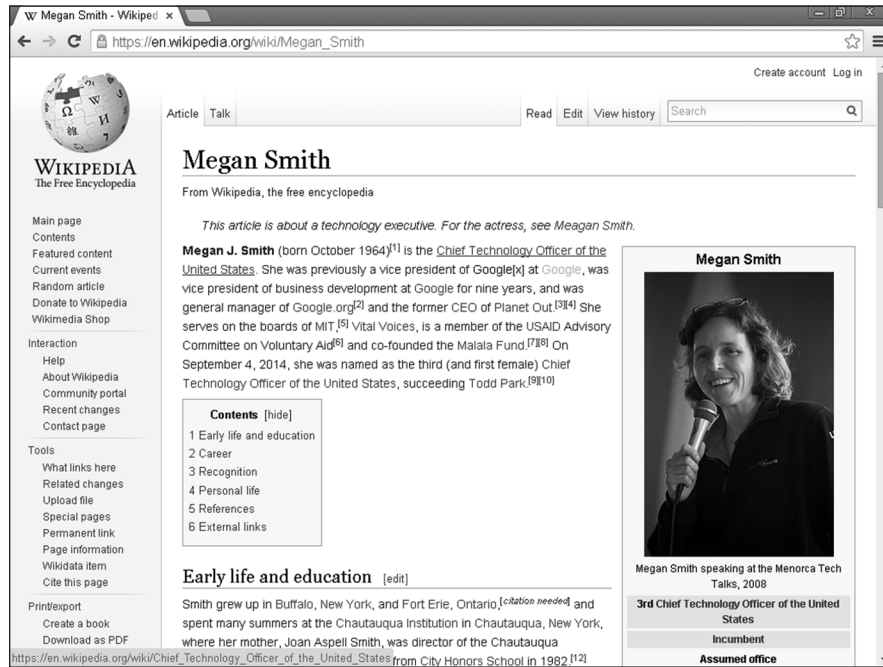 Megan Smith - Wikiped
https://en.wikipedia.org/wiki/Megan_Smith
Create account Log in
Article Talk
Read Edit View history Search
WIKIPEDIA
The Free Encyclopedia
Main page
Contents
Featured content
Current events
Random article
Donate to Wikipedia
Wikimedia Shop
Interaction
Help
About Wikipedia
Community portal
Recent changes
Contact page
Tools
What links here
Related changes
Upload file
Special pages
Permanent link
Page information
Wikidata item
Cite this page
Print/export
Create a book
Download as PDF
Megan Smith
From Wikipedia, the free encyclopedia
This article is about a technology executive. For the actress, see Meagan Smith.
Megan J. Smith (born October 1964)[1] is the Chief Technology Officer of the
United States. She was previously a vice president of Google[x] at Google, was
vice president of business development at Google for nine years, and was
general manager of Google.org[2] and the former CEO of Planet Out.[3][4] She
serves on the boards of MIT,[5] Vital Voices, is a member of the USAID Advisory
Committee on Voluntary Aid[6] and co-founded the Malala Fund.[7][8] On
September 4, 2014, she was named as the third (and first female) Chief
Technology Officer of the United States, succeeding Todd Park.[9][10]
Contents [hide]
1 Early life and education
2 Career
3 Recognition
4 Personal life
5 References
6 External links
Early life and education [edit]
Smith grew up in Buffalo, New York, and Fort Erie, Ontario,[citation needed] and
spent many summers at the Chautauqua Institution in Chautauqua, New York,
where her mother, Joan Aspell Smith, was director of the Chautauqua
from City Honors School in 1982.[12]
Megan Smith
Megan Smith speaking at the Menorca Tech
Talks, 2008
3rd Chief Technology Officer of the United
States
Incumbent
Assumed office
https://en.wikipedia.org/wiki/Chief_Technology_Officer_of_the_United_States